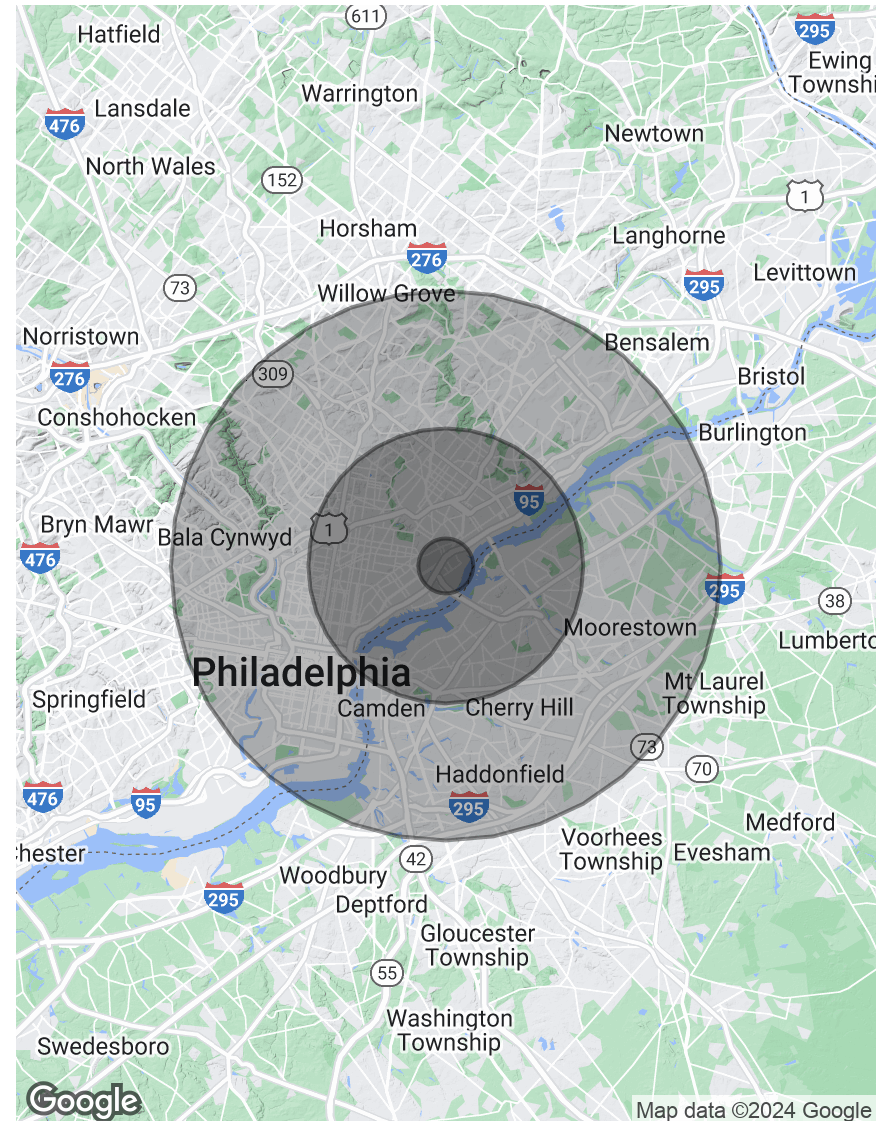 611
295
Hatfield
Ewing
Townshi
Warrington
Lansdale
476
Newtown
North Wales
152
1
Horsham
Langhorne
276
Levittown
295
73
Willow Grove
Norristown
Bensalem
276
309
Bristol
Conshohocken
Burlington
95
Bryn Mawr
1
Bala Cynwyd
476
295
38
Moorestown
Lumberto
Philadelphia
Mt Laurel
Township
Springfield
Camden
Cherry Hill
73
70
Haddonfield
476
95
295
Medford
Voorhees
Township
Evesham
Chester
42
Woodbury
295
Deptford
Gloucester
Township
55
Washington
Township
Swedesboro
Google
Map data ©2024 Google